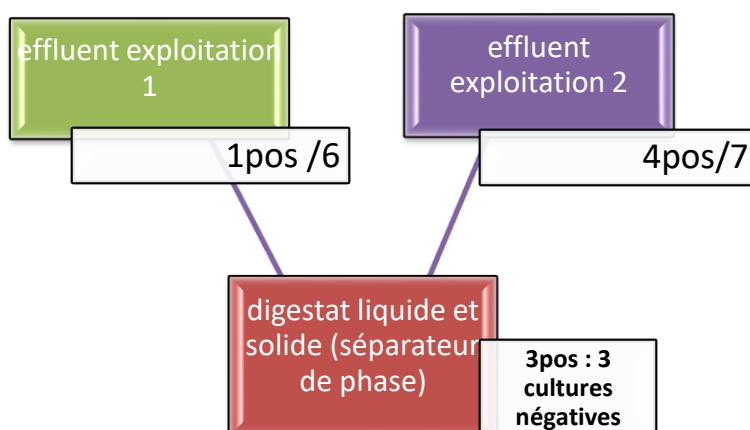 effluent exploitation
1
1pos /6
effluent
exploitation 2
4pos/7
digestat liquide et
solide (séparateur
de phase)
3pos : 3
cultures
négatives